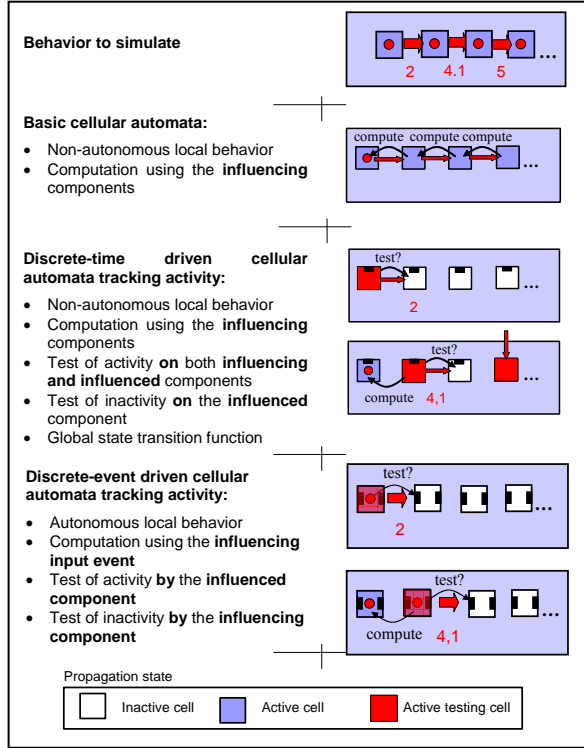 Behavior to simulate
2 4.1 5 ...
Basic cellular automata:
• Non-autonomous local behavior
• Computation using the influencing
components
compute compute compute
...
Discrete-time driven cellular
automata tracking activity:
• Non-autonomous local behavior
• Computation using the influencing
components
• Test of activity on both influencing
and influenced components
• Test of inactivity on the influenced
component
• Global state transition function
test?
...
2
test?
...
compute 4,1
Discrete-event driven cellular
automata tracking activity:
• Autonomous local behavior
• Computation using the influencing
input event
• Test of activity by the influenced
component
• Test of inactivity by the influencing
component
test?
...
2
test?
...
compute 4,1
Propagation state
Inactive cell Active cell Active testing cell